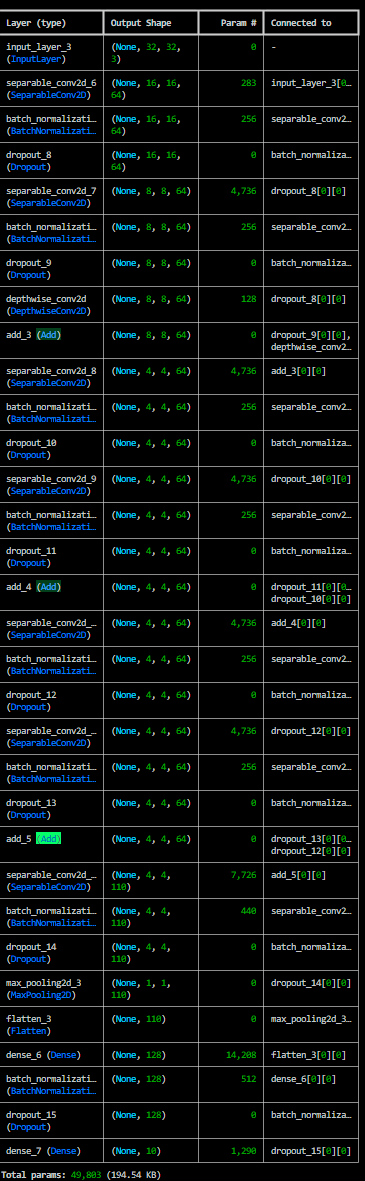 Layer (type) Output Shape Param # Connected to
input_layer_3 (None, 32, 32, 0 -
(InputLayer) 3)
separable_conv2d_6 (None, 16, 16, 283 input_layer_3[0…
(SeparableConv2D) 64)
batch_normalizati… (None, 16, 16, 256 separable_conv2…
(BatchNormalizati… 64)
dropout_8 (None, 16, 16, 0 batch_normaliza…
(Dropout) 64)
separable_conv2d_7 (None, 8, 8, 64) 4,736 dropout_8[0][0]
(SeparableConv2D)
batch_normalizati… (None, 8, 8, 64) 256 separable_conv2…
(BatchNormalizati…
dropout_9 (None, 8, 8, 64) 0 batch_normaliza…
(Dropout)
depthwise_conv2d (None, 8, 8, 64) 128 dropout_8[0][0]
(DepthwiseConv2D)
add_3 (Add) (None, 8, 8, 64) 0 dropout_9[0][0],
depthwise_conv2…
separable_conv2d_8 (None, 4, 4, 64) 4,736 add_3[0][0]
(SeparableConv2D)
batch_normalizati… (None, 4, 4, 64) 256 separable_conv2…
(BatchNormalizati…
dropout_10 (None, 4, 4, 64) 0 batch_normaliza…
(Dropout)
separable_conv2d_9 (None, 4, 4, 64) 4,736 dropout_10[0][0]
(SeparableConv2D)
batch_normalizati… (None, 4, 4, 64) 256 separable_conv2…
(BatchNormalizati…
dropout_11 (None, 4, 4, 64) 0 batch_normaliza…
(Dropout)
add_4 (Add) (None, 4, 4, 64) 0 dropout_11[0][0…
dropout_10[0][0]
separable_conv2d_… (None, 4, 4, 64) 4,736 add_4[0][0]
(SeparableConv2D)
batch_normalizati… (None, 4, 4, 64) 256 separable_conv2…
(BatchNormalizati…
dropout_12 (None, 4, 4, 64) 0 batch_normaliza…
(Dropout)
separable_conv2d_… (None, 4, 4, 64) 4,736 dropout_12[0][0]
(SeparableConv2D)
batch_normalizati… (None, 4, 4, 64) 256 separable_conv2…
(BatchNormalizati…
dropout_13 (None, 4, 4, 64) 0 batch_normaliza…
(Dropout)
add_5 (Add) (None, 4, 4, 64) 0 dropout_13[0][0…
dropout_12[0][0]
separable_conv2d_… (None, 4, 4, 7,726 add_5[0][0]
(SeparableConv2D) 110)
batch_normalizati… (None, 4, 4, 440 separable_conv2…
(BatchNormalizati… 110)
dropout_14 (None, 4, 4, 0 batch_normaliza…
(Dropout) 110)
max_pooling2d_3 (None, 1, 1, 0 dropout_14[0][0]
(MaxPooling2D) 110)
flatten_3 (None, 110) 0 max_pooling2d_3…
(Flatten)
dense_6 (Dense) (None, 128) 14,208 flatten_3[0][0]
batch_normalizati… (None, 128) 512 dense_6[0][0]
(BatchNormalizati…
dropout_15 (None, 128) 0 batch_normaliza…
(Dropout)
dense_7 (Dense) (None, 10) 1,290 dropout_15[0][0]
Total params: 49,803 (194.54 KB)